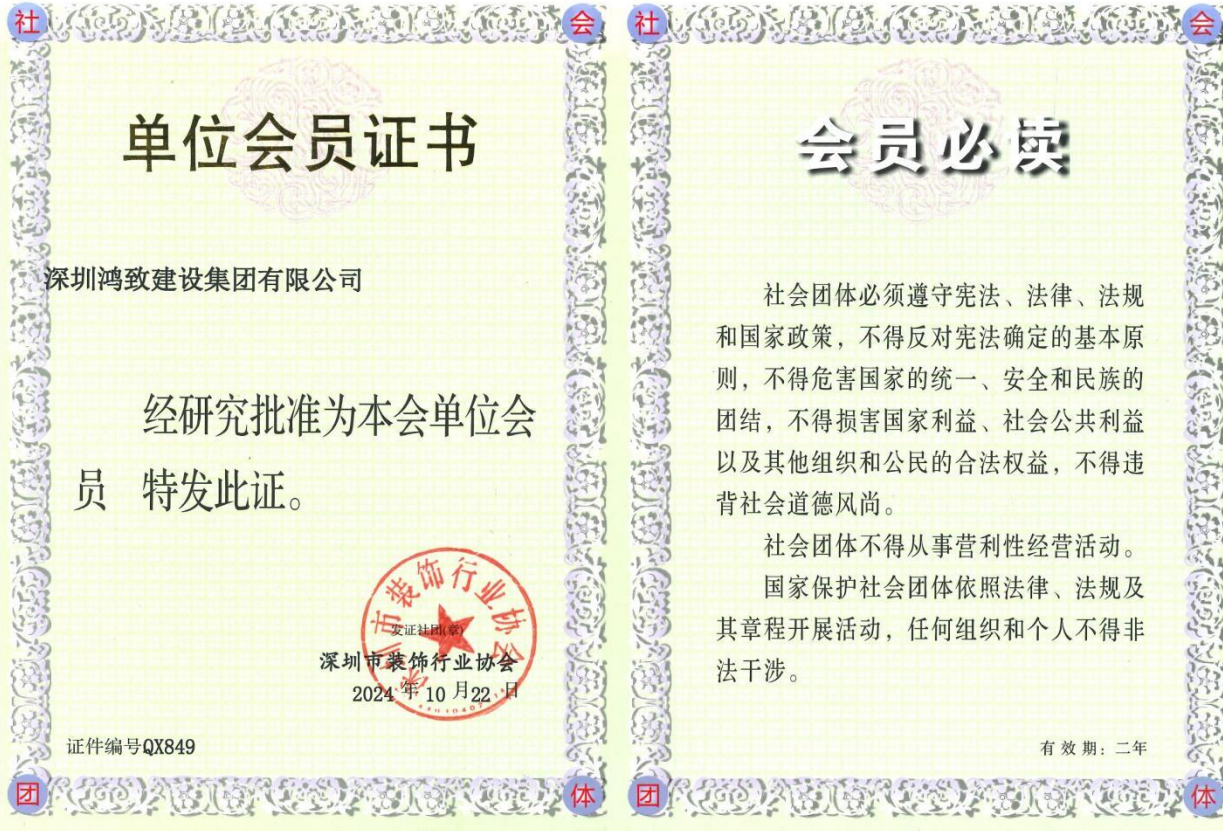 社
会
单位会员证书
深圳鸿致建设集团有限公司
经研究批准为本会单位会
员 特发此证。
深圳市装饰行业协会
发证社团(章)
深圳市装饰行业协会
2024 年 10 月 22 日
证件编号QX849
团
体
社
会
会员必读
社会团体必须遵守宪法、法律、法规
和国家政策，不得反对宪法确定的基本原
则，不得危害国家的统一、安全和民族的
团结，不得损害国家利益、社会公共利益
以及其他组织和公民的合法权益，不得违
背社会道德风尚。
社会团体不得从事营利性经营活动。
国家保护社会团体依照法律、法规及
其章程开展活动，任何组织和个人不得非
法干涉。
有效期：二年
团
体